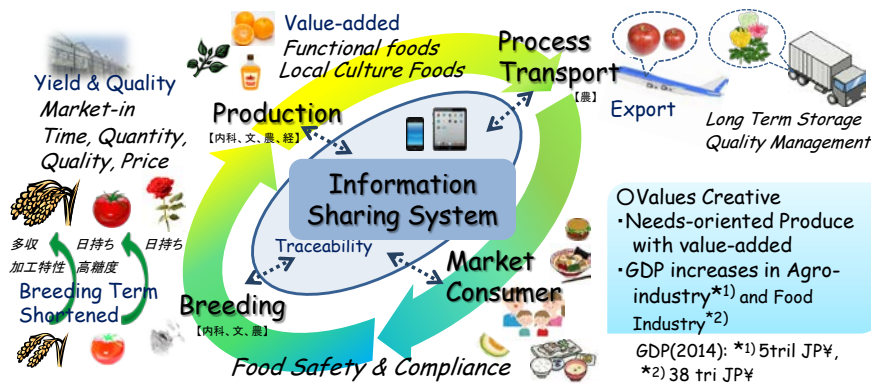 Value-added
Functional foods
Local Culture Foods
Process
Transport
【農】
Export
Long Term Storage
Quality Management
Yield & Quality
Market-in
Time, Quantity,
Quality, Price
Production
【内科、文、農、経】
Information
Sharing System
Traceability
多収
日持ち
日持ち
加工特性
高糖度
Breeding Term
Shortened
Breeding
【内科、文、農】
Market
Consumer
Food Safety & Compliance
○Values Creative
・Needs-oriented Produce
with value-added
・GDP increases in Agro-
industry*1) and Food
Industry*2)
GDP(2014): *1) 5tril JP¥,
*2) 38 tri JP¥